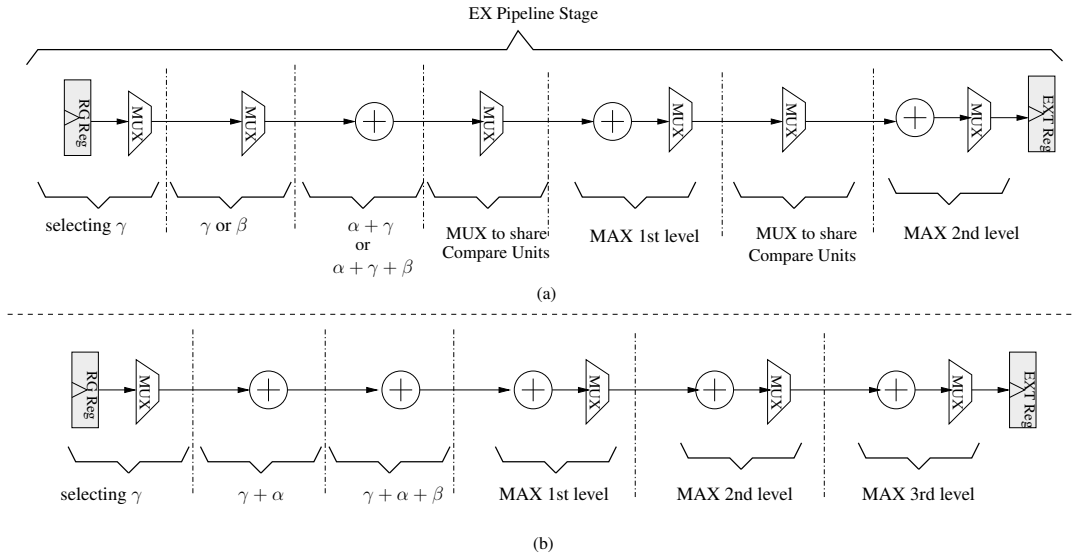 EX Pipeline Stage
RG Reg
MUX
MUX
MUX
MUX
MUX
MUX
EXT Reg
selecting γ
γ or β
α + γ
or
α + γ + β
MUX to share
Compare Units
MAX 1st level
MUX to share
Compare Units
MAX 2nd level
(a)
RG Reg
MUX
MUX
MUX
MUX
EXT Reg
selecting γ
γ + α
γ + α + β
MAX 1st level
MAX 2nd level
MAX 3rd level
(b)